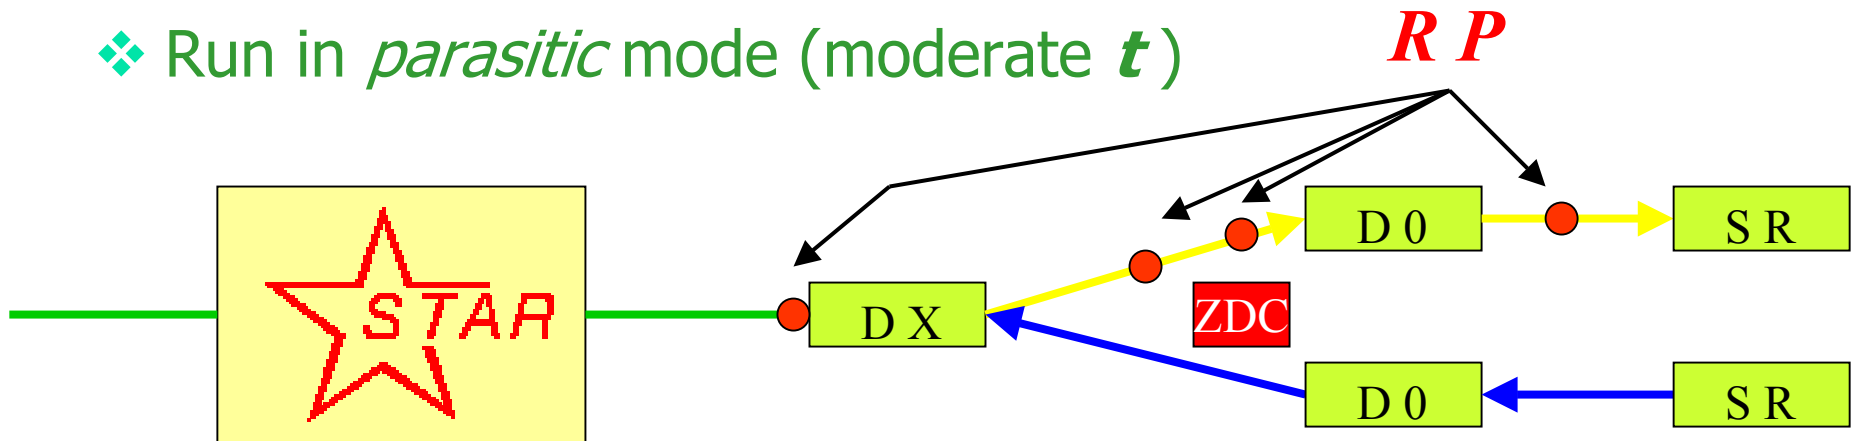 Run in parasitic mode (moderate t )
R P
STAR
D X
ZDC
D 0
S R
D 0
S R